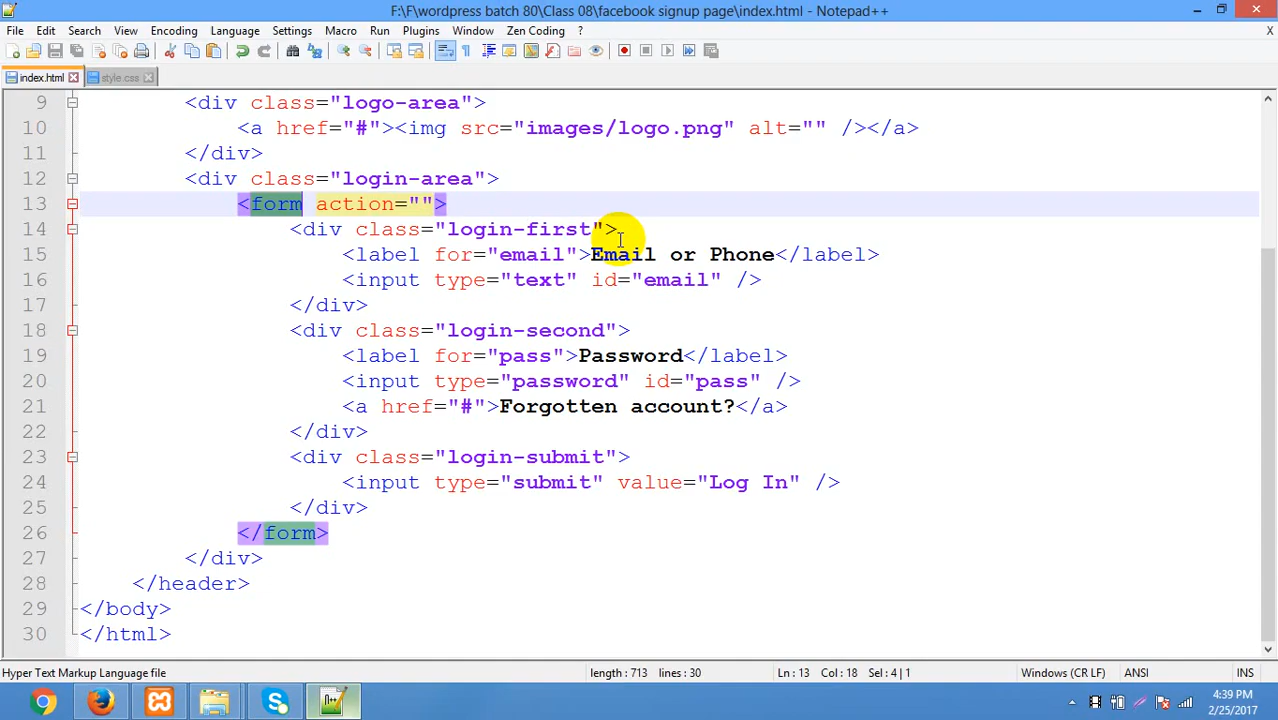 F:\F\wordpress batch 80\Class 08\facebook signup page\index.html - Notepad++
File Edit Search View Encoding Language Settings Macro Run Plugins Window Zen Coding ? X
index.html style.css
9 <div class="logo-area">
10 <a href="#"><img src="images/logo.png" alt="" /></a>
11 </div>
12 <div class="login-area">
13 <form action="">
14 <div class="login-first">
15 <label for="email">Email or Phone</label>
16 <input type="text" id="email" />
17 </div>
18 <div class="login-second">
19 <label for="pass">Password</label>
20 <input type="password" id="pass" />
21 <a href="#">Forgotten account?</a>
22 </div>
23 <div class="login-submit">
24 <input type="submit" value="Log In" />
25 </div>
26 </form>
27 </div>
28 </header>
29 </body>
30 </html>
Hyper Text Markup Language file length : 713 lines : 30 Ln : 13 Col : 18 Sel : 4 | 1 Windows (CR LF) ANSI INS
4:39 PM
2/25/2017